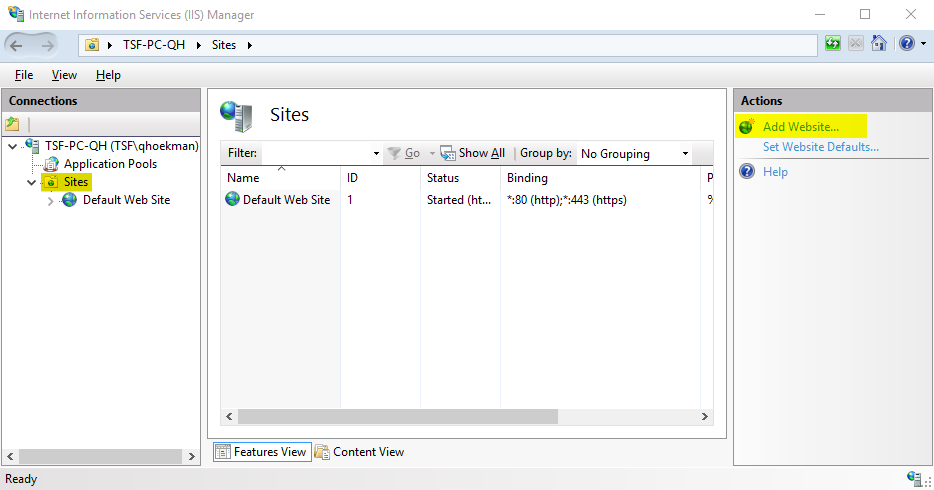 Internet Information Services (IIS) Manager
TSF-PC-QH Sites
File View Help
Connections
TSF-PC-QH (TSF\qhoekman)
Application Pools
Sites
Default Web Site
Sites
Filter: Go Show All Group by: No Grouping
Name ID Status Binding P
Default Web Site 1 Started (ht... *:80 (http);*:443 (https) %
Features View Content View
Actions
Add Website...
Set Website Defaults...
Help
Ready